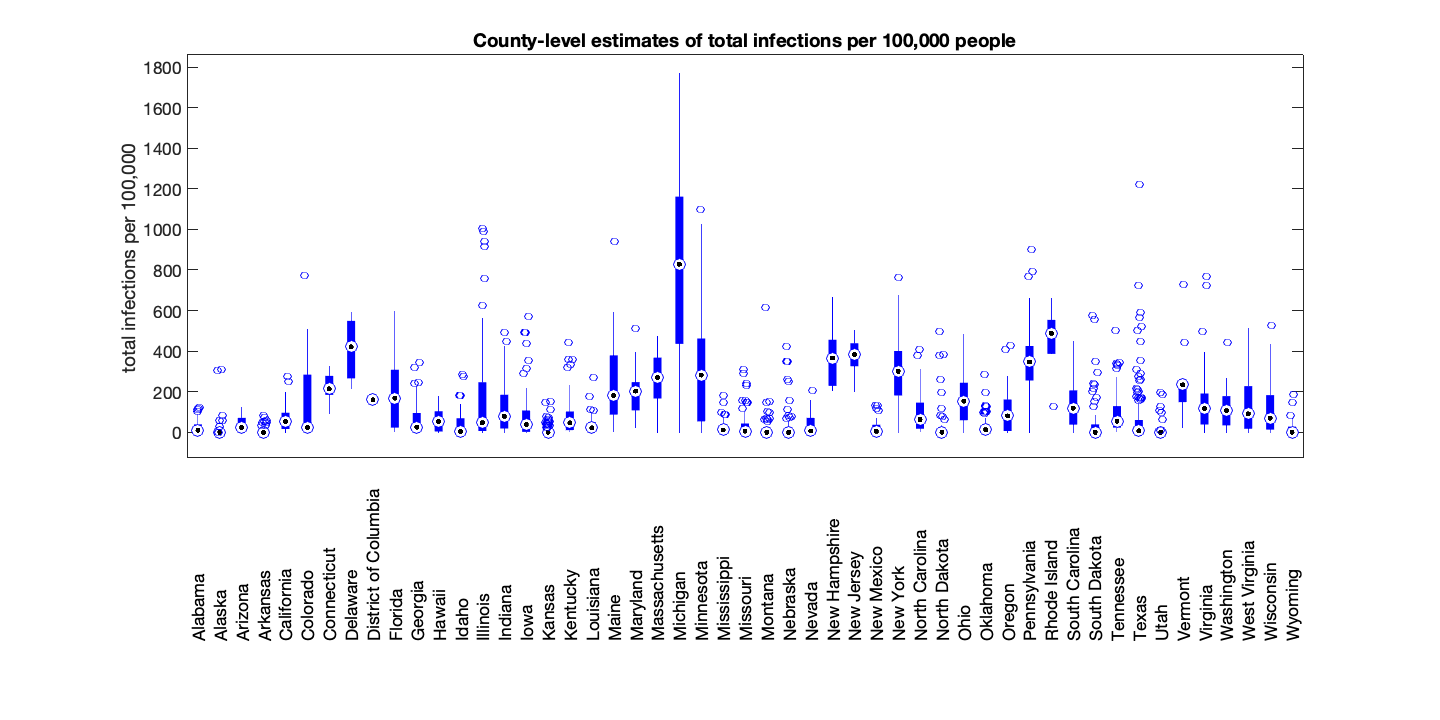 County-level estimates of total infections per 100,000 people
total infections per 100,000
1800
1600
1400
1200
1000
800
600
400
200
0
Alabama
Alaska
Arizona
Arkansas
California
Colorado
Connecticut
Delaware
District of Columbia
Florida
Georgia
Hawaii
Idaho
Illinois
Indiana
Iowa
Kansas
Kentucky
Louisiana
Maine
Maryland
Massachusetts
Michigan
Minnesota
Mississippi
Missouri
Montana
Nebraska
Nevada
New Hampshire
New Jersey
New Mexico
New York
North Carolina
North Dakota
Ohio
Oklahoma
Oregon
Pennsylvania
Rhode Island
South Carolina
South Dakota
Tennessee
Texas
Utah
Vermont
Virginia
Washington
West Virginia
Wisconsin
Wyoming